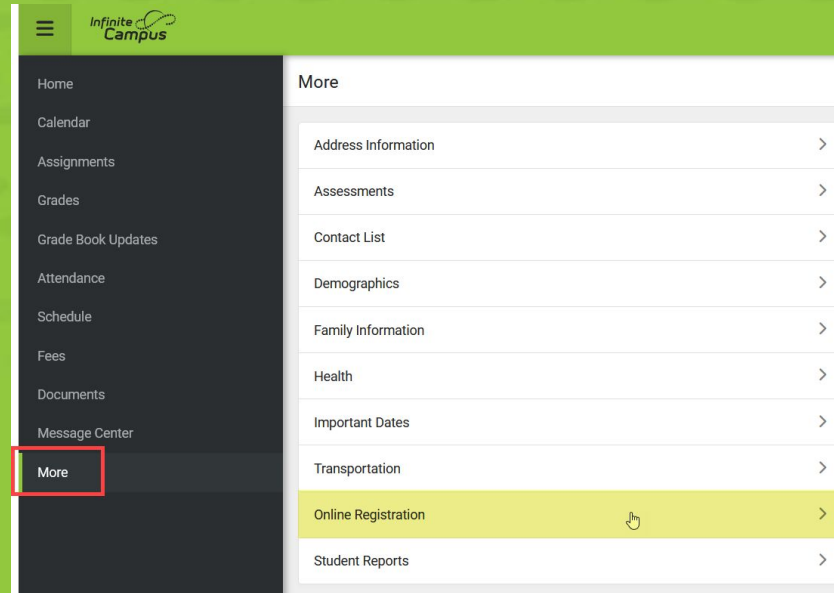 Infinite
Campus
Home
Calendar
Assignments
Grades
Grade Book Updates
Attendance
Schedule
Fees
Documents
Message Center
More
More
Address Information
Assessments
Contact List
Demographics
Family Information
Health
Important Dates
Transportation
Online Registration
Student Reports